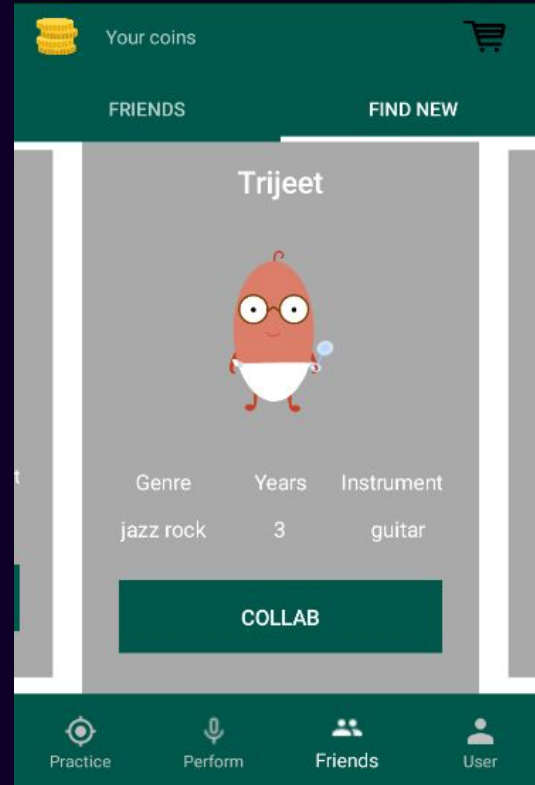 Your coins
FRIENDS FIND NEW
Trijeet
t
Genre Years Instrument
jazz rock 3 guitar
COLLAB
Practice Perform Friends User